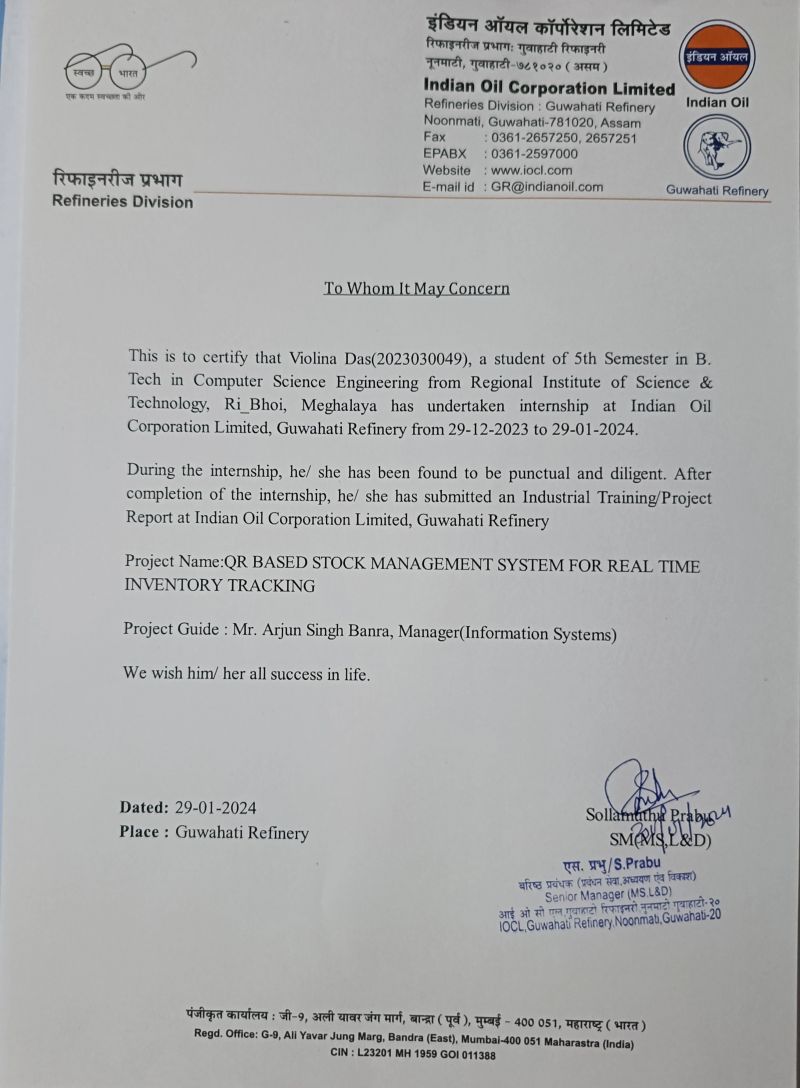 स्वच्छ भारत
एक कदम स्वच्छता की ओर
इंडियन ऑयल कॉर्पोरेशन लिमिटेड
रिफाइनरीज प्रभागः गुवाहाटी रिफाइनरी
नूनमाटी, गुवाहाटी-७८१०२० ( असम )
Indian Oil Corporation Limited
Refineries Division : Guwahati Refinery
Noonmati, Guwahati-781020, Assam
Fax : 0361-2657250, 2657251
EPABX : 0361-2597000
Website : www.iocl.com
E-mail id : GR@indianoil.com
इंडियन ऑयल
Indian Oil
Guwahati Refinery
रिफाइनरीज प्रभाग
Refineries Division
To Whom It May Concern
This is to certify that Violina Das(2023030049), a student of 5th Semester in B.
Tech in Computer Science Engineering from Regional Institute of Science &
Technology, Ri_Bhoi, Meghalaya has undertaken internship at Indian Oil
Corporation Limited, Guwahati Refinery from 29-12-2023 to 29-01-2024.
During the internship, he/ she has been found to be punctual and diligent. After
completion of the internship, he/ she has submitted an Industrial Training/Project
Report at Indian Oil Corporation Limited, Guwahati Refinery
Project Name:QR BASED STOCK MANAGEMENT SYSTEM FOR REAL TIME
INVENTORY TRACKING
Project Guide : Mr. Arjun Singh Banra, Manager(Information Systems)
We wish him/ her all success in life.
Dated: 29-01-2024
Place : Guwahati Refinery
Sollamuthu Prabu
SM(MS,L&D)
एस. प्रभु/S.Prabu
वरिष्ठ प्रबंधक (प्रबंधन सेवा,अध्ययण एंव विकाश)
Senior Manager (MS.L&D)
आई ओ सी एल,गुवाहाटी रिफाइनरी नुनमाटी गुवाहाटी-२०
IOCL,Guwahati Refinery,Noonmati,Guwahati-20
पंजीकृत कार्यालय : जी-9, अली यावर जंग मार्ग, बान्द्रा ( पूर्व ), मुम्बई - 400 051, महाराष्ट्र ( भारत )
Regd. Office: G-9, Ali Yavar Jung Marg, Bandra (East), Mumbai-400 051 Maharastra (India)
CIN : L23201 MH 1959 GOI 011388